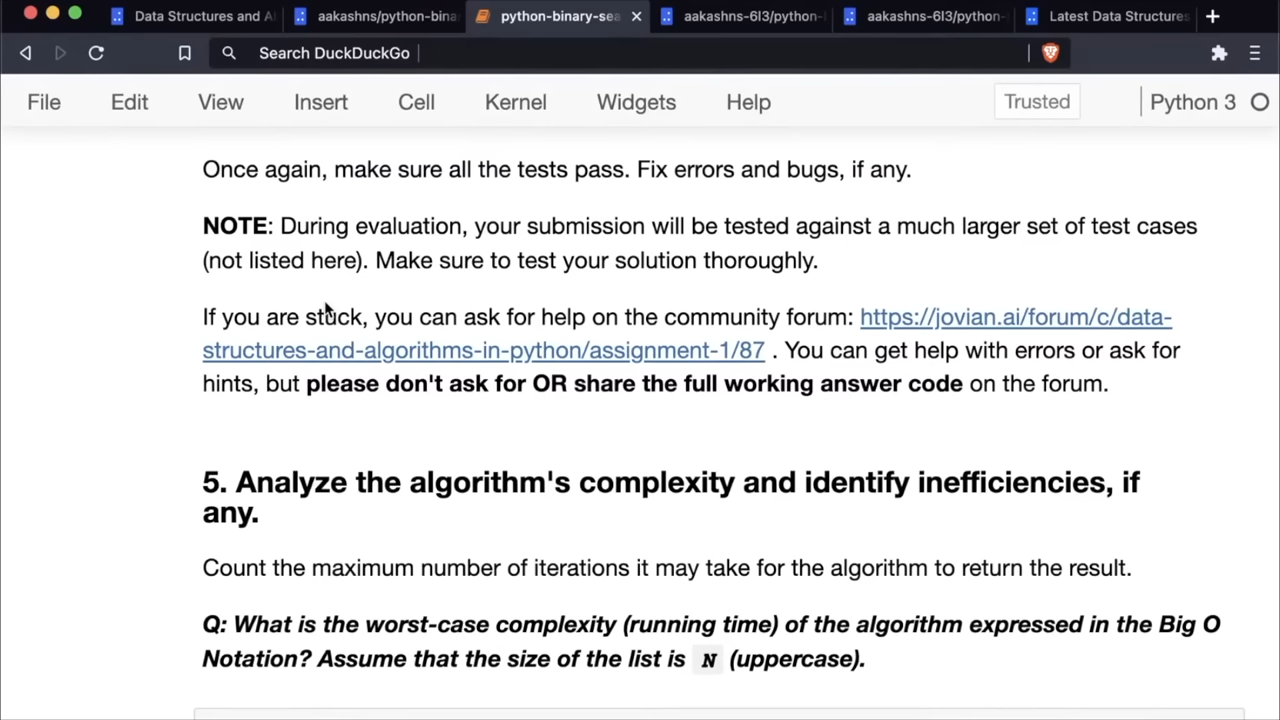 Data Structures and A
aakashns/python-bina
python-binary-sea
aakashns-6l3/python-
aakashns-6l3/python-
Latest Data Structures
Search DuckDuckGo
File Edit View Insert Cell Kernel Widgets Help Trusted Python 3
Once again, make sure all the tests pass. Fix errors and bugs, if any.
NOTE: During evaluation, your submission will be tested against a much larger set of test cases
(not listed here). Make sure to test your solution thoroughly.
If you are stuck, you can ask for help on the community forum: https://jovian.ai/forum/c/data-
structures-and-algorithms-in-python/assignment-1/87 . You can get help with errors or ask for
hints, but please don't ask for OR share the full working answer code on the forum.
5. Analyze the algorithm's complexity and identify inefficiencies, if
any.
Count the maximum number of iterations it may take for the algorithm to return the result.
Q: What is the worst-case complexity (running time) of the algorithm expressed in the Big O
Notation? Assume that the size of the list is N (uppercase).